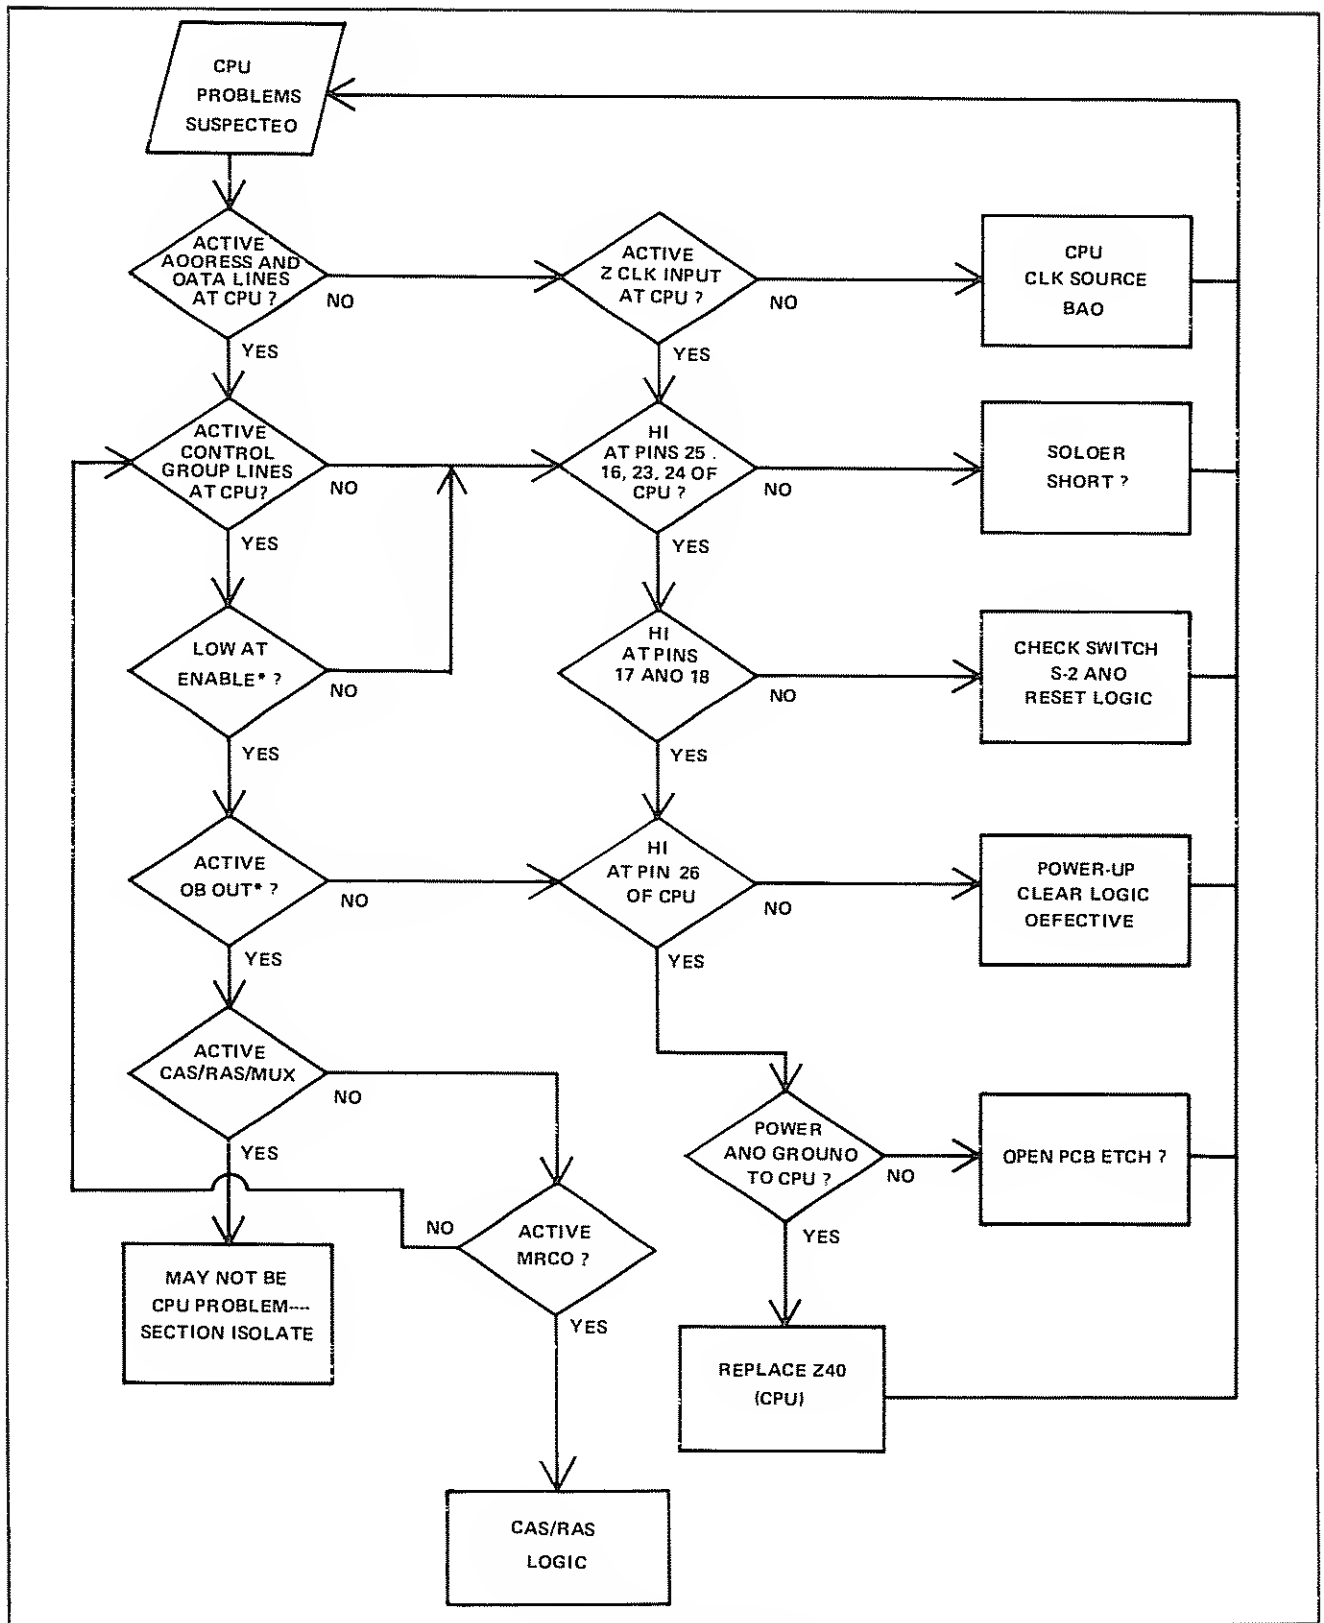 CPU
PROBLEMS
SUSPECTEO
ACTIVE
AOORESS AND
OATA LINES
AT CPU ?
NO
YES
ACTIVE
Z CLK INPUT
AT CPU ?
NO
YES
CPU
CLK SOURCE
BAO
ACTIVE
CONTROL
GROUP LINES
AT CPU?
NO
YES
HI
AT PINS 25 .
16, 23, 24 OF
CPU ?
NO
YES
SOLOER
SHORT ?
LOW AT
ENABLE* ?
NO
YES
HI
AT PINS
17 ANO 18
NO
YES
CHECK SWITCH
S-2 ANO
RESET LOGIC
ACTIVE
OB OUT* ?
NO
YES
HI
AT PIN 26
OF CPU
NO
YES
POWER-UP
CLEAR LOGIC
OEFECTIVE
ACTIVE
CAS/RAS/MUX
NO
YES
POWER
ANO GROUNO
TO CPU ?
NO
YES
OPEN PCB ETCH ?
NO
ACTIVE
MRCO ?
YES
MAY NOT BE
CPU PROBLEM----
SECTION ISOLATE
REPLACE Z40
(CPU)
CAS/RAS
LOGIC